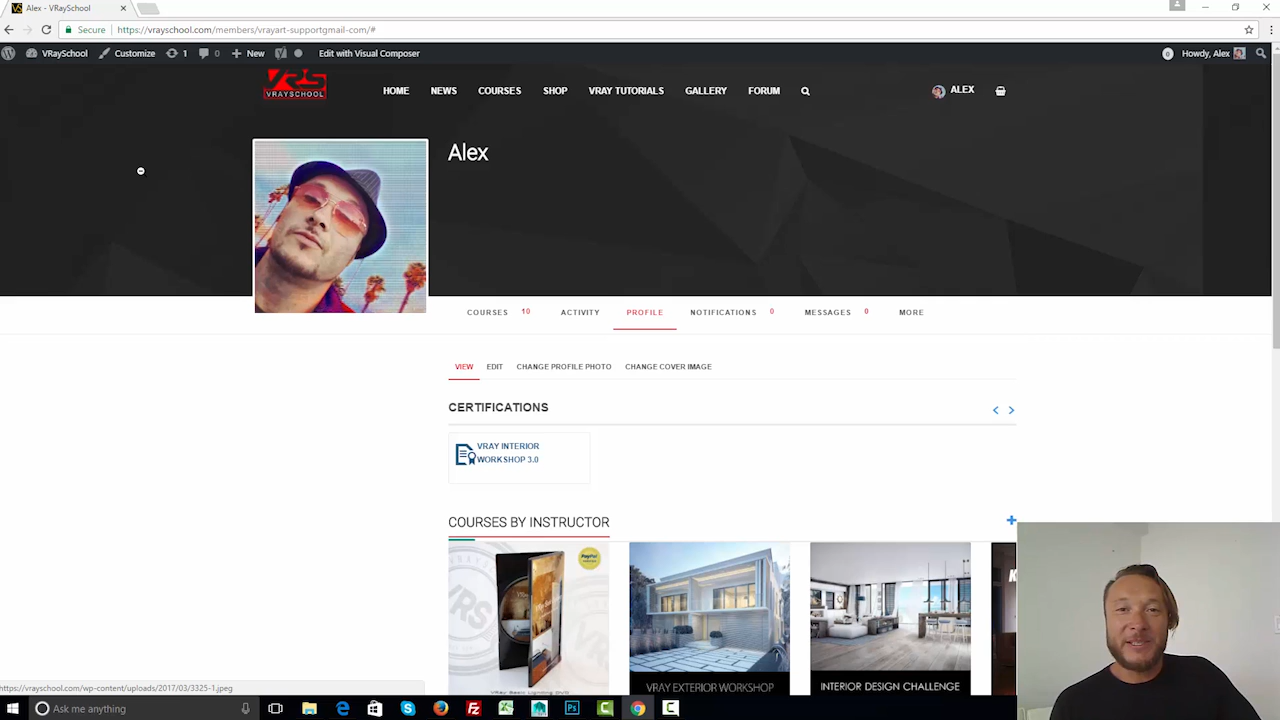 Alex - VRaySchool
Secure https://vrayschool.com/members/vrayart-supportgmail-com/#
VRaySchool Customize 1 0 New Edit with Visual Composer 0 Howdy, Alex
VRAYSCHOOL HOME NEWS COURSES SHOP VRAY TUTORIALS GALLERY FORUM ALEX
Alex
COURSES 10 ACTIVITY PROFILE NOTIFICATIONS 0 MESSAGES 0 MORE
VIEW EDIT CHANGE PROFILE PHOTO CHANGE COVER IMAGE
CERTIFICATIONS
VRAY INTERIOR
WORKSHOP 3.0
COURSES BY INSTRUCTOR
VRAY EXTERIOR WORKSHOP
INTERIOR DESIGN CHALLENGE
https://vrayschool.com/wp-content/uploads/2017/03/3325-1.jpeg
Ask me anything